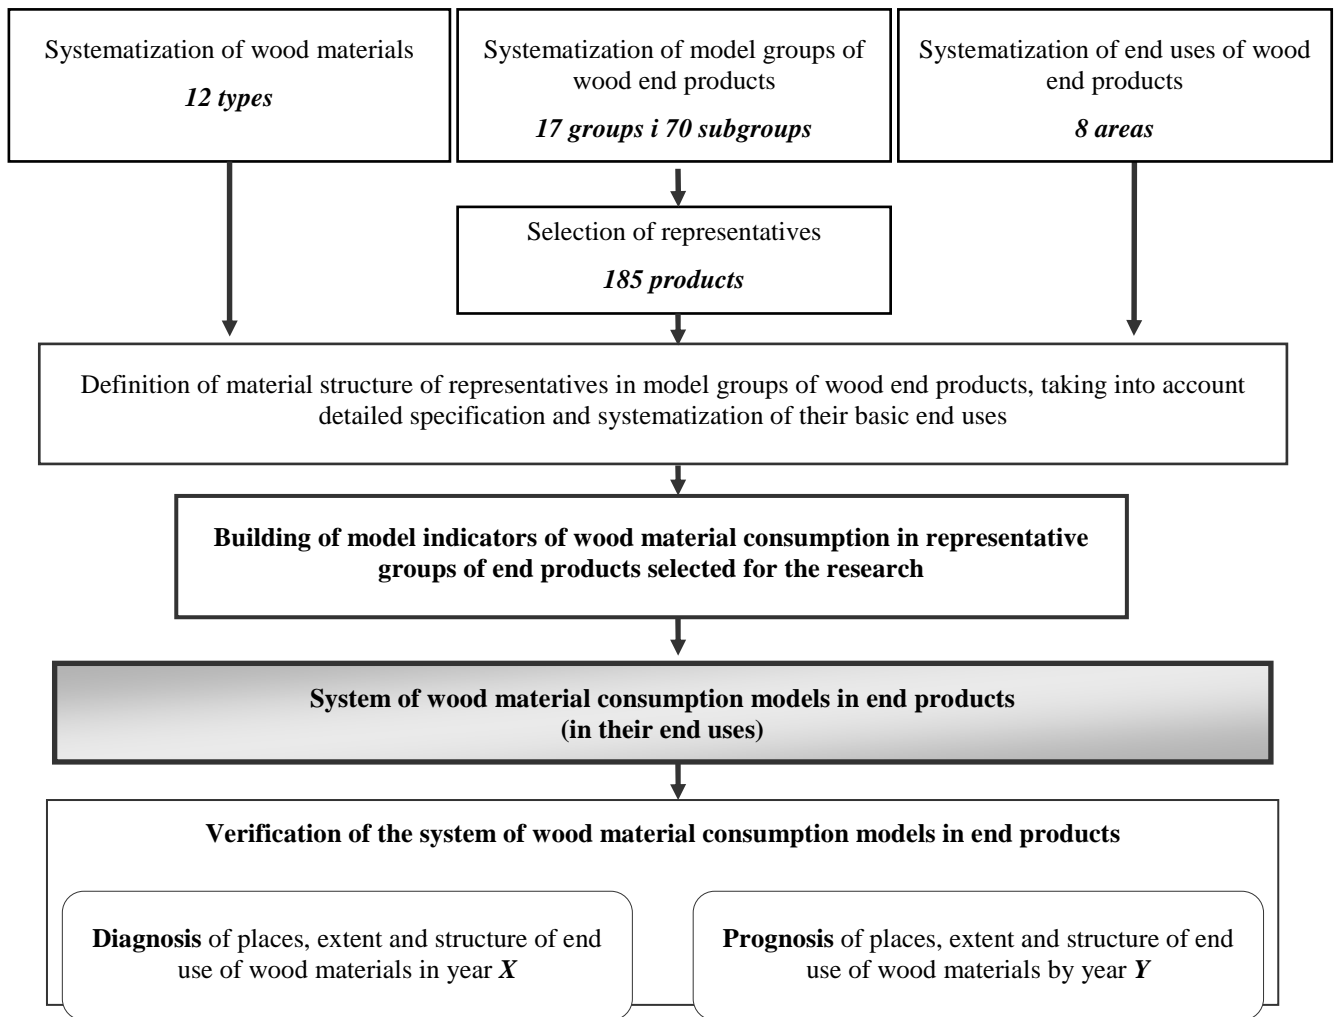 Systematization of wood materials
12 types
Systematization of model groups of
wood end products
17 groups i 70 subgroups
Systematization of end uses of wood
end products
8 areas
Selection of representatives
185 products
Definition of material structure of representatives in model groups of wood end products, taking into account
detailed specification and systematization of their basic end uses
Building of model indicators of wood material consumption in representative
groups of end products selected for the research
System of wood material consumption models in end products
(in their end uses)
Verification of the system of wood material consumption models in end products
Diagnosis of places, extent and structure of end
use of wood materials in year X
Prognosis of places, extent and structure of end
use of wood materials by year Y